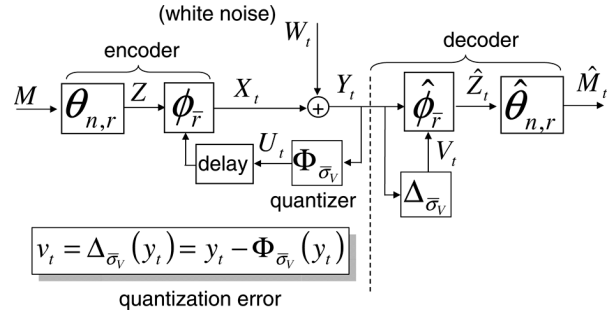 (white noise)
encoder
W_t
decoder
M
θ_{n,r}
Z
ϕ_{r̄}
X_t
+
Y_t
ϕ̂_{r̄}
Ẑ_t
θ̂_{n,r}
M̂_t
delay
U_t
Φ_{σ̄_V}
V_t
quantizer
Δ_{σ̄_V}
v_t = Δ_{σ̄_V}(y_t) = y_t − Φ_{σ̄_V}(y_t)
quantization error